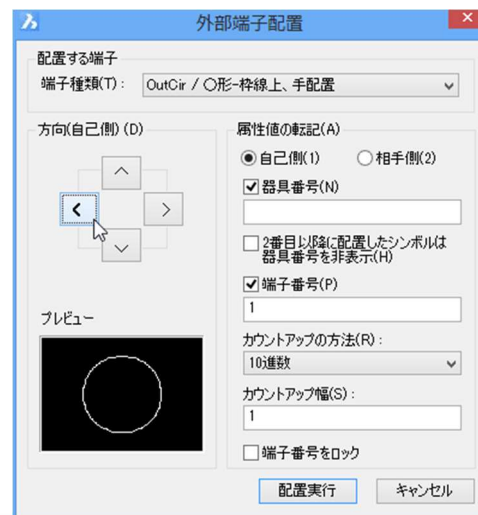 外部端子配置
配置する端子
端子種類(T): OutCir / 〇形-枠線上、手配置
方向(自己側)(D)
プレビュー
属性値の転記(A)
自己側(1) 相手側(2)
器具番号(N)
2番目以降に配置したシンボルは
器具番号を非表示(H)
端子番号(P)
1
カウントアップの方法(R):
10進数
カウントアップ幅(S):
1
端子番号をロック
配置実行 キャンセル